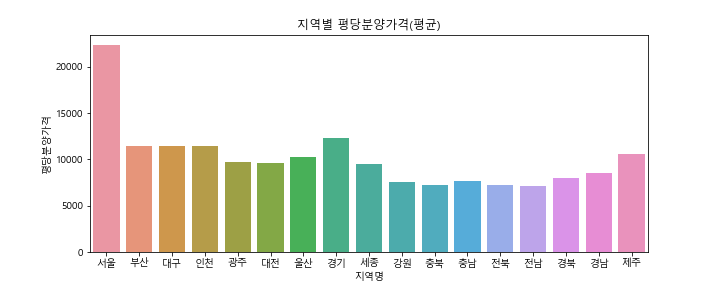 지역별 평당분양가격(평균)
평당분양가격
20000
15000
10000
5000
0
서울 부산 대구 인천 광주 대전 울산 경기 세종 강원 충북 충남 전북 전남 경북 경남 제주
지역명